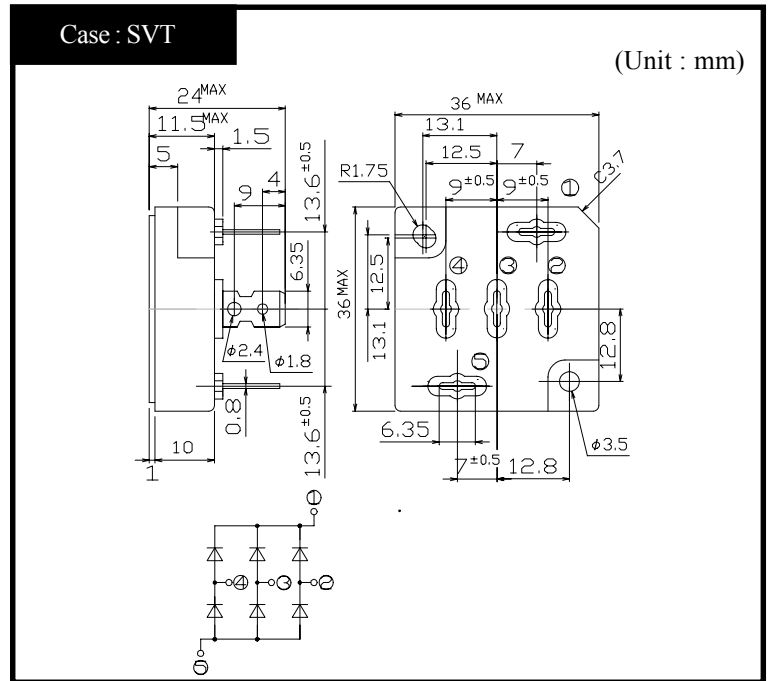 Case : SVT
(Unit : mm)
24MAX
11.5MAX
1.5
5
4
9
13.6±0.5
6.35
φ2.4
φ1.8
0.8
13.6±0.5
10
1
36 MAX
13.1
12.5
7
R1.75
9±0.5
9±0.5
①
C3.7
④
③
②
36MAX
12.5
13.1
12.8
⑤
6.35
7±0.5
12.8
φ3.5
①
④
③
②
⑤